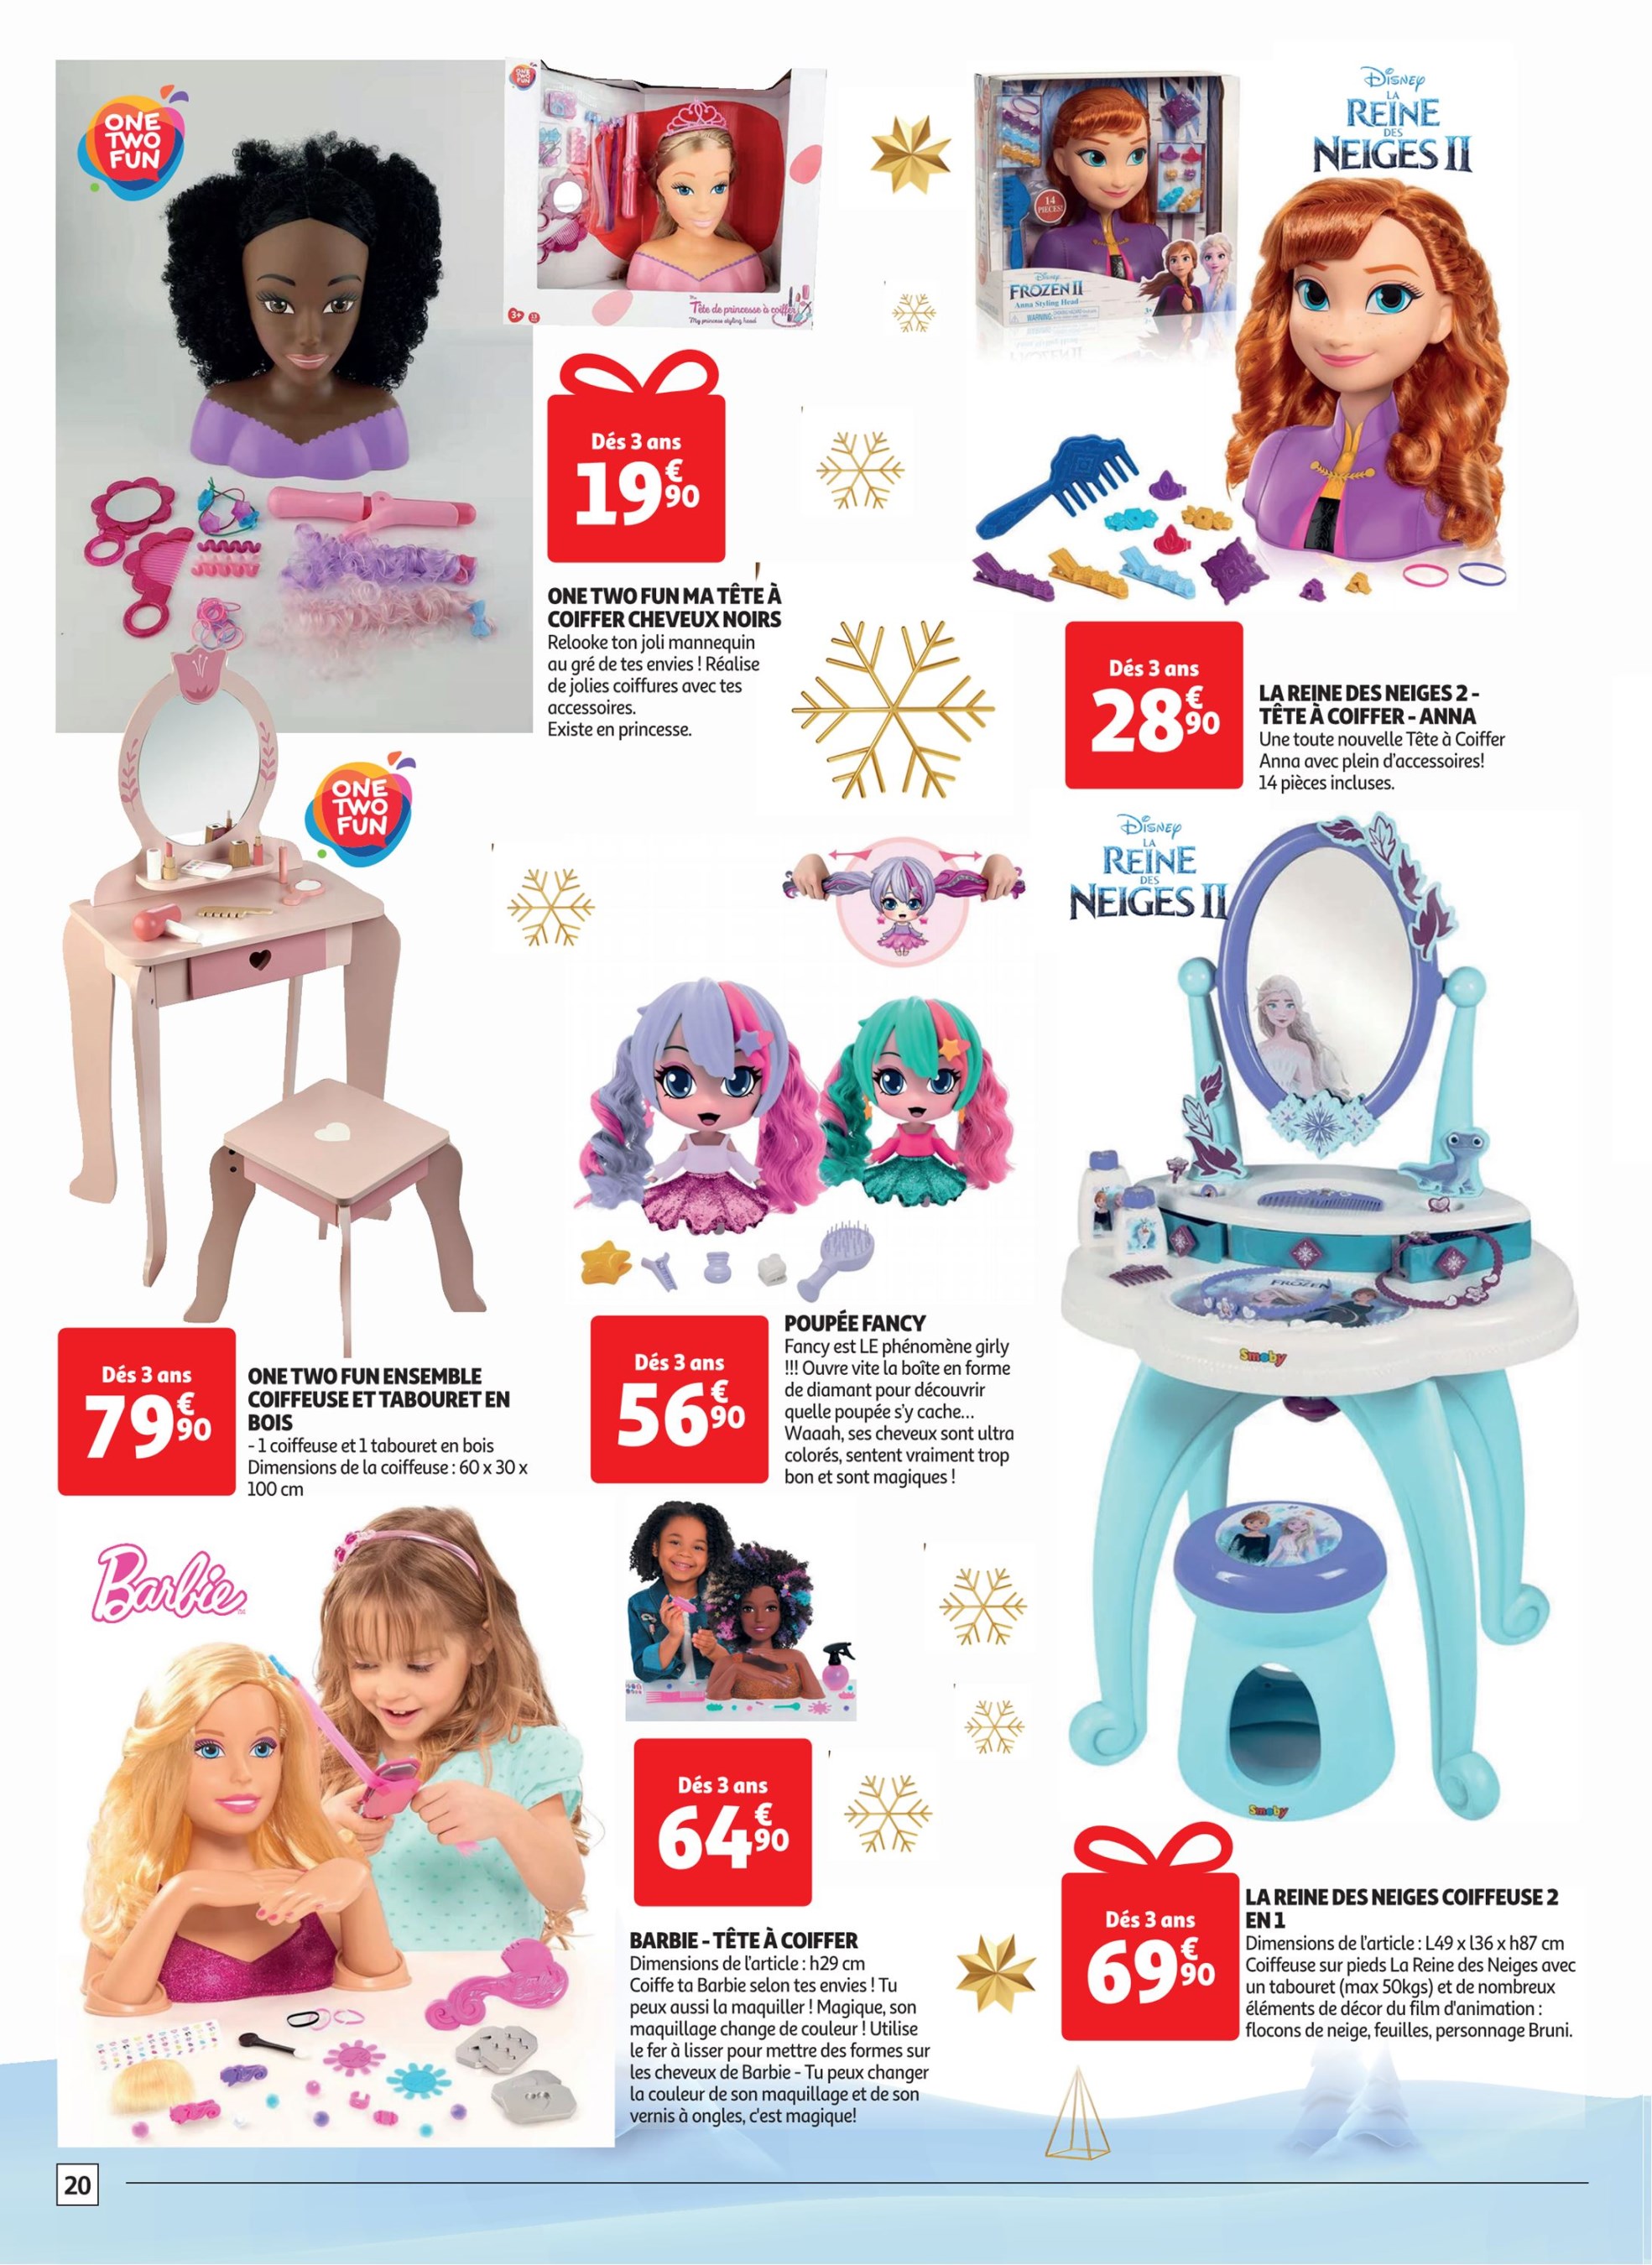 ONE
TWO
FUN
ONE
TWO
FUN
Tête de princesse à coiffer
My princess styling head
3+
14
PIECES!
Disney
FROZEN II
Anna Styling Head
WARNING
Disney
LA
REINE
DES
NEIGES II
Dés 3 ans
19€90
ONE TWO FUN MA TÊTE À
COIFFER CHEVEUX NOIRS
Relooke ton joli mannequin
au gré de tes envies ! Réalise
de jolies coiffures avec tes
accessoires.
Existe en princesse.
Dés 3 ans
28€90
LA REINE DES NEIGES 2 -
TÊTE À COIFFER - ANNA
Une toute nouvelle Tête à Coiffer
Anna avec plein d'accessoires!
14 pièces incluses.
ONE
TWO
FUN
Disney
LA
REINE
DES
NEIGES II
FROZEN
Smoby
Smoby
Dés 3 ans
79€90
ONE TWO FUN ENSEMBLE
COIFFEUSE ET TABOURET EN
BOIS
- 1 coiffeuse et 1 tabouret en bois
Dimensions de la coiffeuse : 60 x 30 x
100 cm
Dés 3 ans
56€90
POUPÉE FANCY
Fancy est LE phénomène girly
!!! Ouvre vite la boîte en forme
de diamant pour découvrir
quelle poupée s'y cache...
Waaah, ses cheveux sont ultra
colorés, sentent vraiment trop
bon et sont magiques !
Barbie
Dés 3 ans
64€90
BARBIE - TÊTE À COIFFER
Dimensions de l'article : h29 cm
Coiffe ta Barbie selon tes envies ! Tu
peux aussi la maquiller ! Magique, son
maquillage change de couleur ! Utilise
le fer à lisser pour mettre des formes sur
les cheveux de Barbie - Tu peux changer
la couleur de son maquillage et de son
vernis à ongles, c'est magique!
Dés 3 ans
69€90
LA REINE DES NEIGES COIFFEUSE 2
EN 1
Dimensions de l'article : L49 x l36 x h87 cm
Coiffeuse sur pieds La Reine des Neiges avec
un tabouret (max 50kgs) et de nombreux
éléments de décor du film d'animation :
flocons de neige, feuilles, personnage Bruni.
20